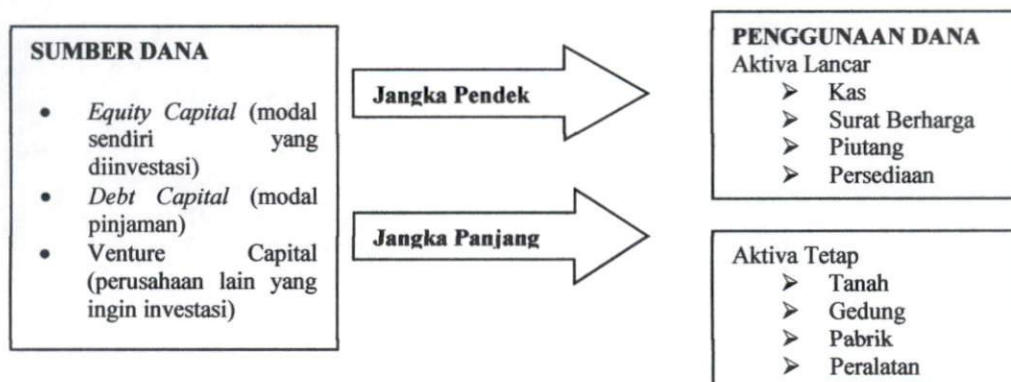 SUMBER DANA
• Equity Capital (modal
sendiri yang
diinvestasi)
• Debt Capital (modal
pinjaman)
• Venture Capital
(perusahaan lain yang
ingin investasi)
Jangka Pendek
Jangka Panjang
PENGGUNAAN DANA
Aktiva Lancar
➢ Kas
➢ Surat Berharga
➢ Piutang
➢ Persediaan
Aktiva Tetap
➢ Tanah
➢ Gedung
➢ Pabrik
➢ Peralatan